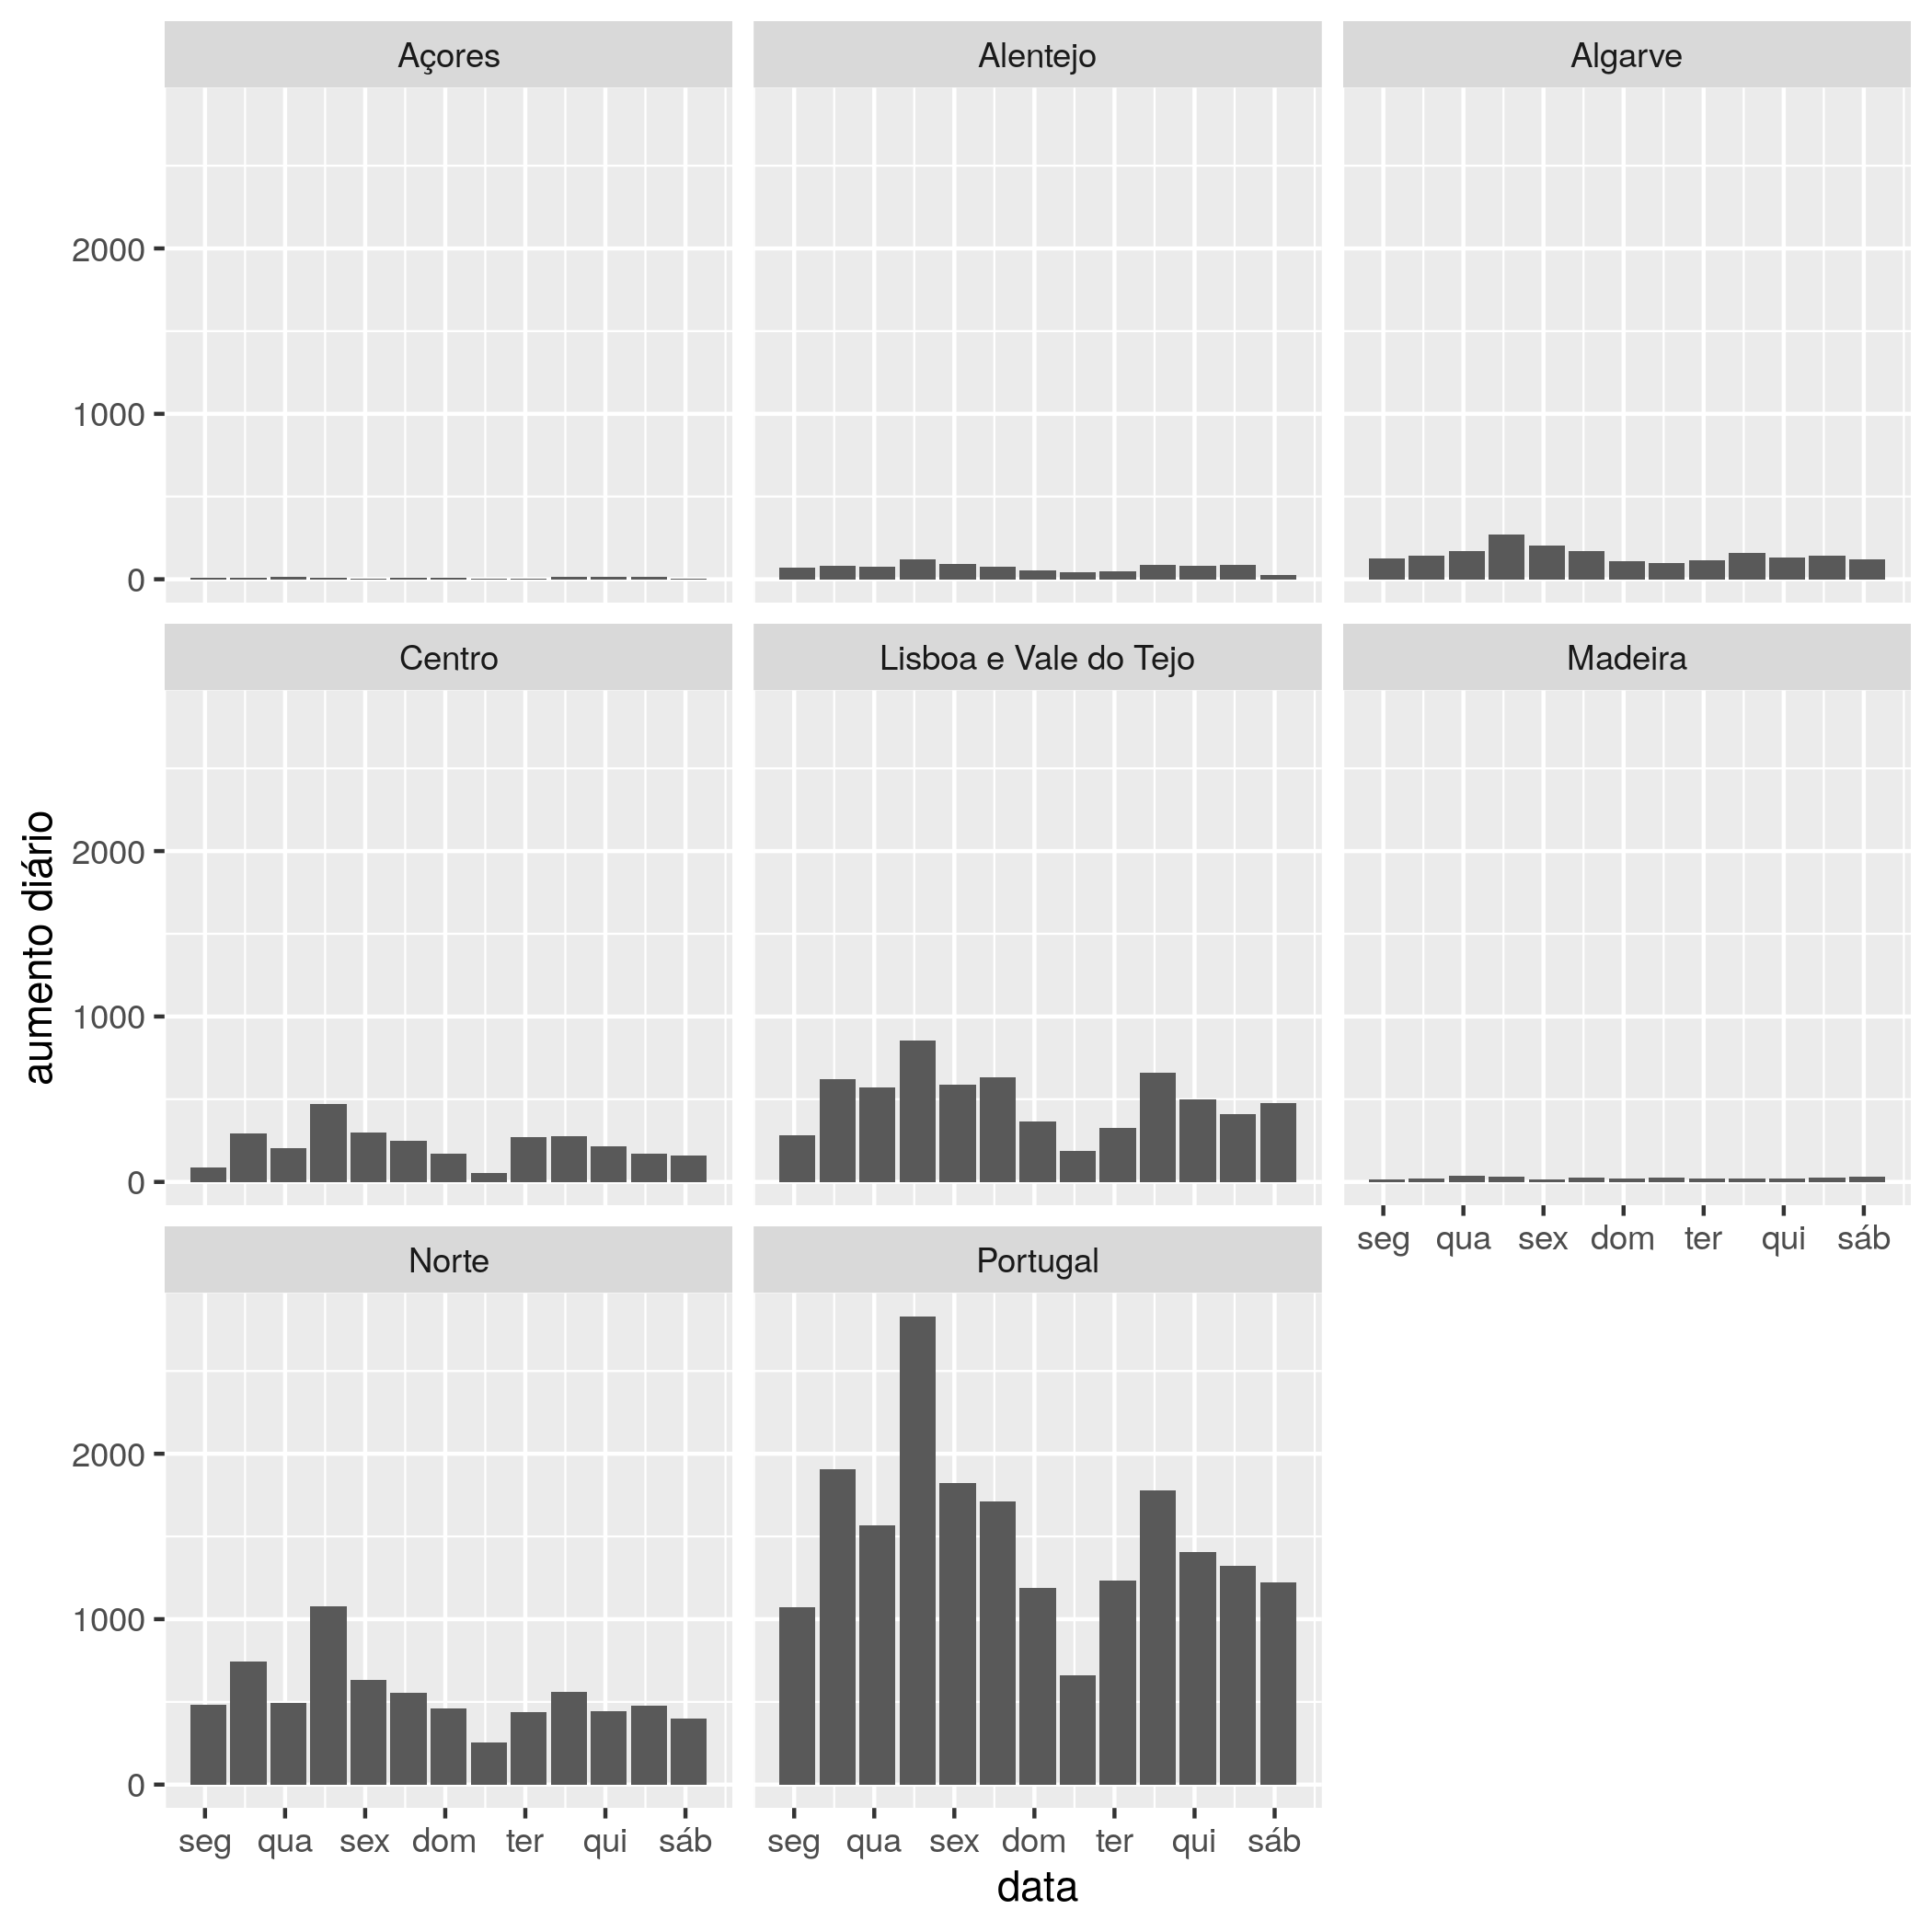 Açores Alentejo Algarve
2000
1000
0
Centro Lisboa e Vale do Tejo Madeira
2000
1000
0
seg qua sex dom ter qui sáb
Norte Portugal
2000
1000
0
seg qua sex dom ter qui sáb seg qua sex dom ter qui sáb
data
aumento diário